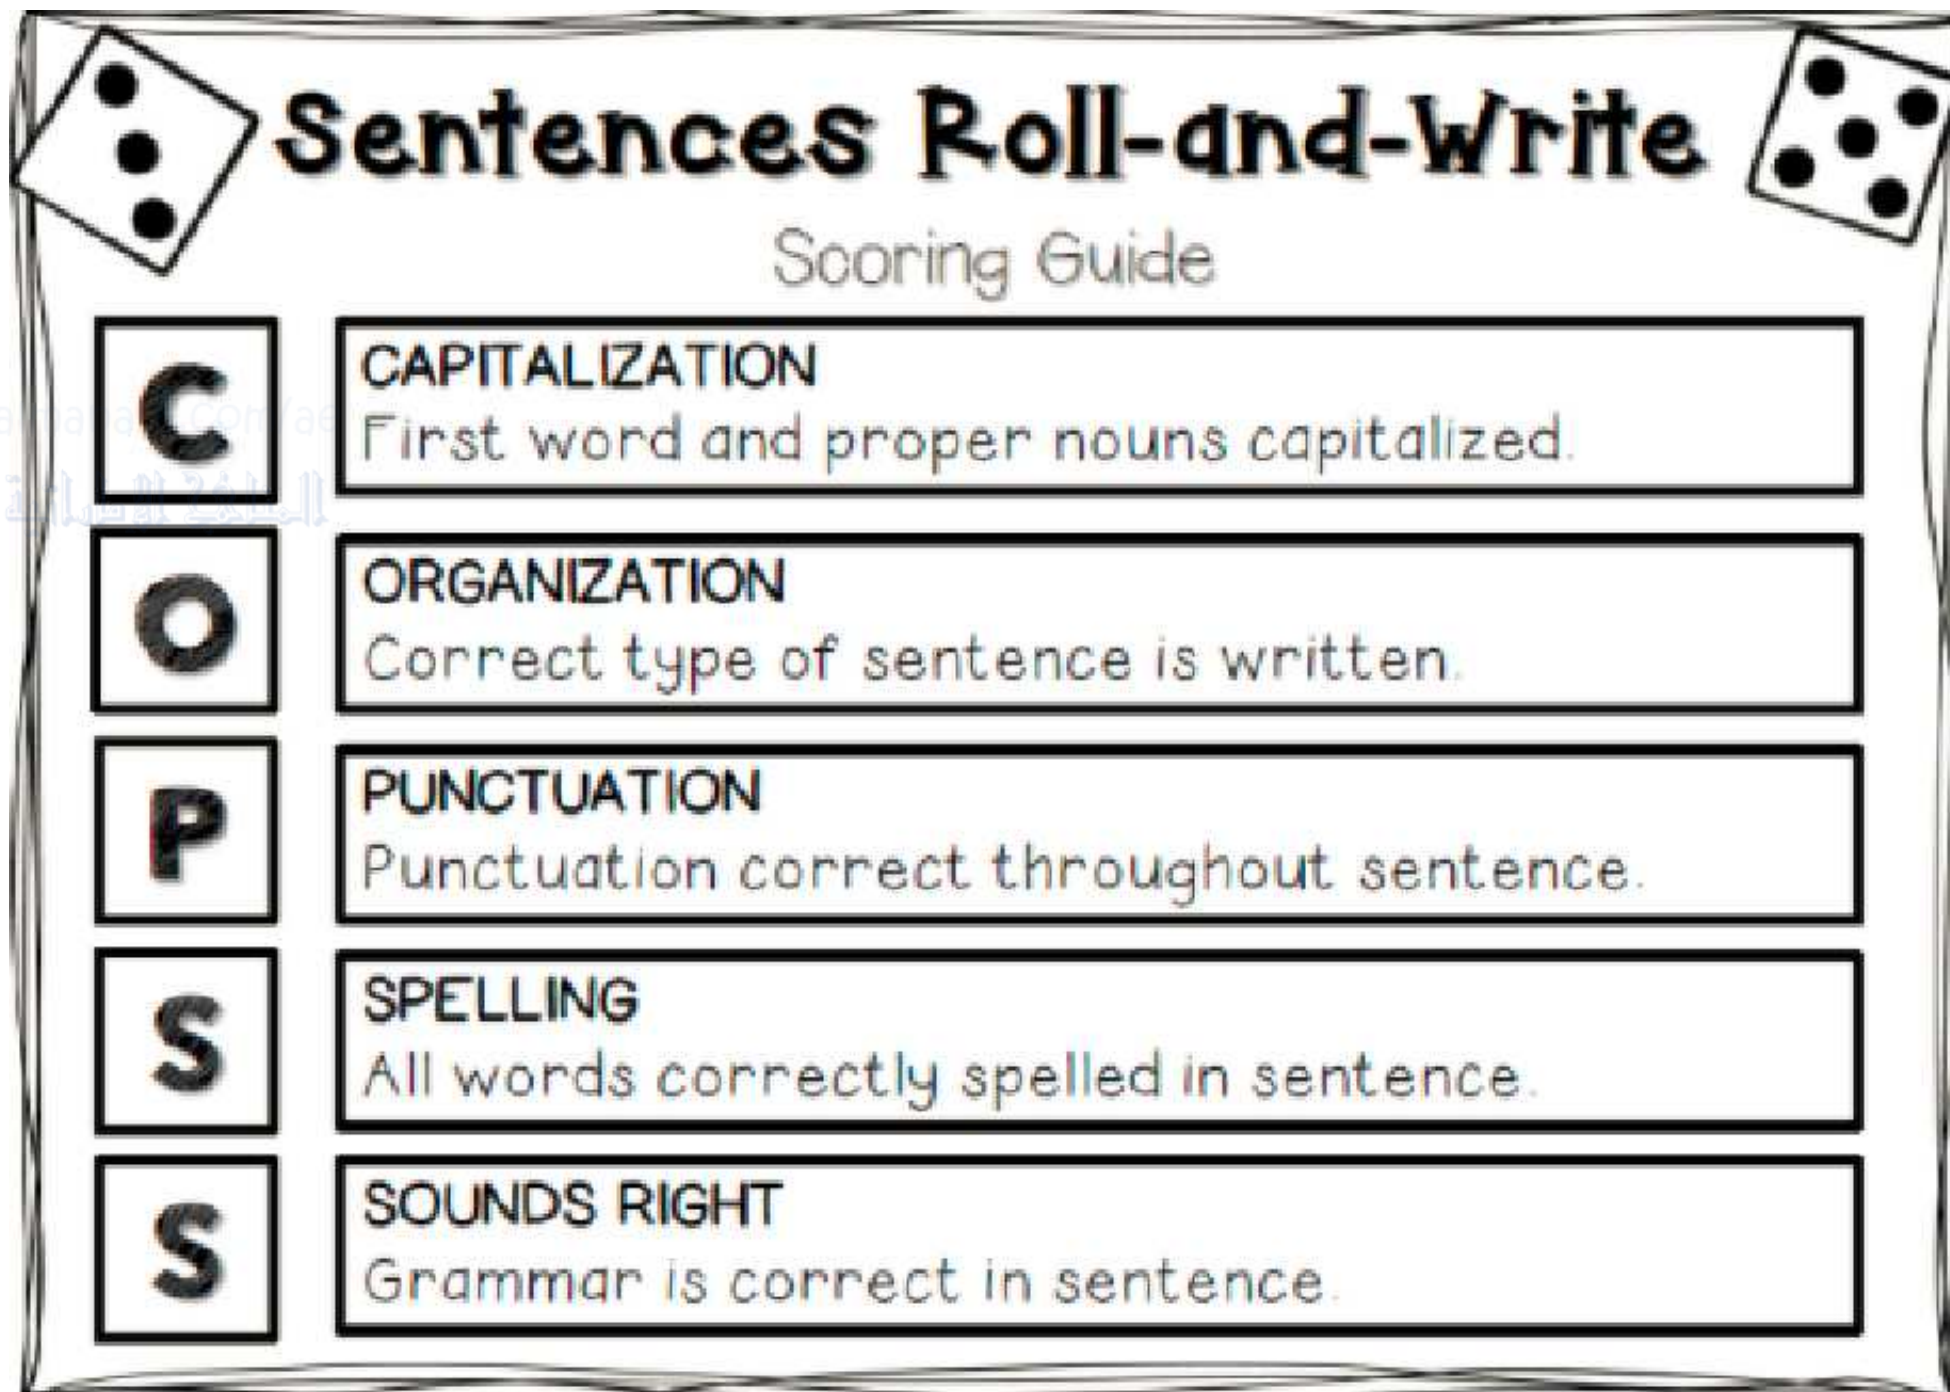 Sentences Roll-and-Write
Scoring Guide
C
CAPITALIZATION
First word and proper nouns capitalized.
O
ORGANIZATION
Correct type of sentence is written.
P
PUNCTUATION
Punctuation correct throughout sentence.
S
SPELLING
All words correctly spelled in sentence.
S
SOUNDS RIGHT
Grammar is correct in sentence.